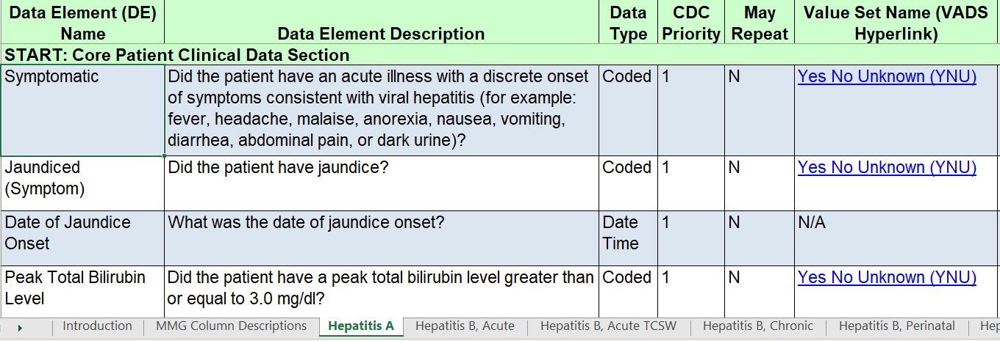 Data Element (DE) Name
Data Element Description
Data Type
CDC Priority
May Repeat
Value Set Name (VADS Hyperlink)
START: Core Patient Clinical Data Section
Symptomatic
Did the patient have an acute illness with a discrete onset
of symptoms consistent with viral hepatitis (for example:
fever, headache, malaise, anorexia, nausea, vomiting,
diarrhea, abdominal pain, or dark urine)?
Coded
1
N
Yes No Unknown (YNU)
Jaundiced
(Symptom)
Did the patient have jaundice?
Coded
1
N
Yes No Unknown (YNU)
Date of Jaundice
Onset
What was the date of jaundice onset?
Date
Time
1
N
N/A
Peak Total Bilirubin
Level
Did the patient have a peak total bilirubin level greater than
or equal to 3.0 mg/dl?
Coded
1
N
Yes No Unknown (YNU)
Introduction
MMG Column Descriptions
Hepatitis A
Hepatitis B, Acute
Hepatitis B, Acute TCSW
Hepatitis B, Chronic
Hepatitis B, Perinatal
Hep